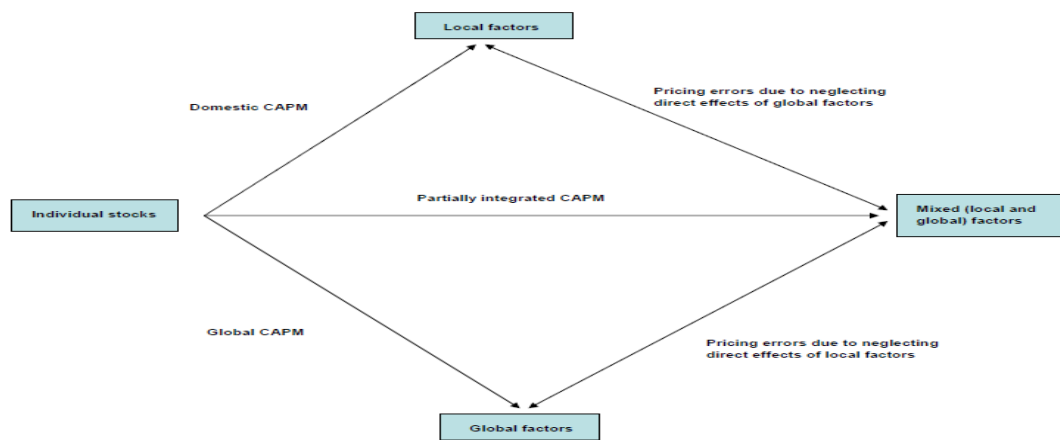 Local factors
Domestic CAPM
Pricing errors due to neglecting
direct effects of global factors
Individual stocks
Partially integrated CAPM
Mixed (local and
global) factors
Global CAPM
Pricing errors due to neglecting
direct effects of local factors
Global factors